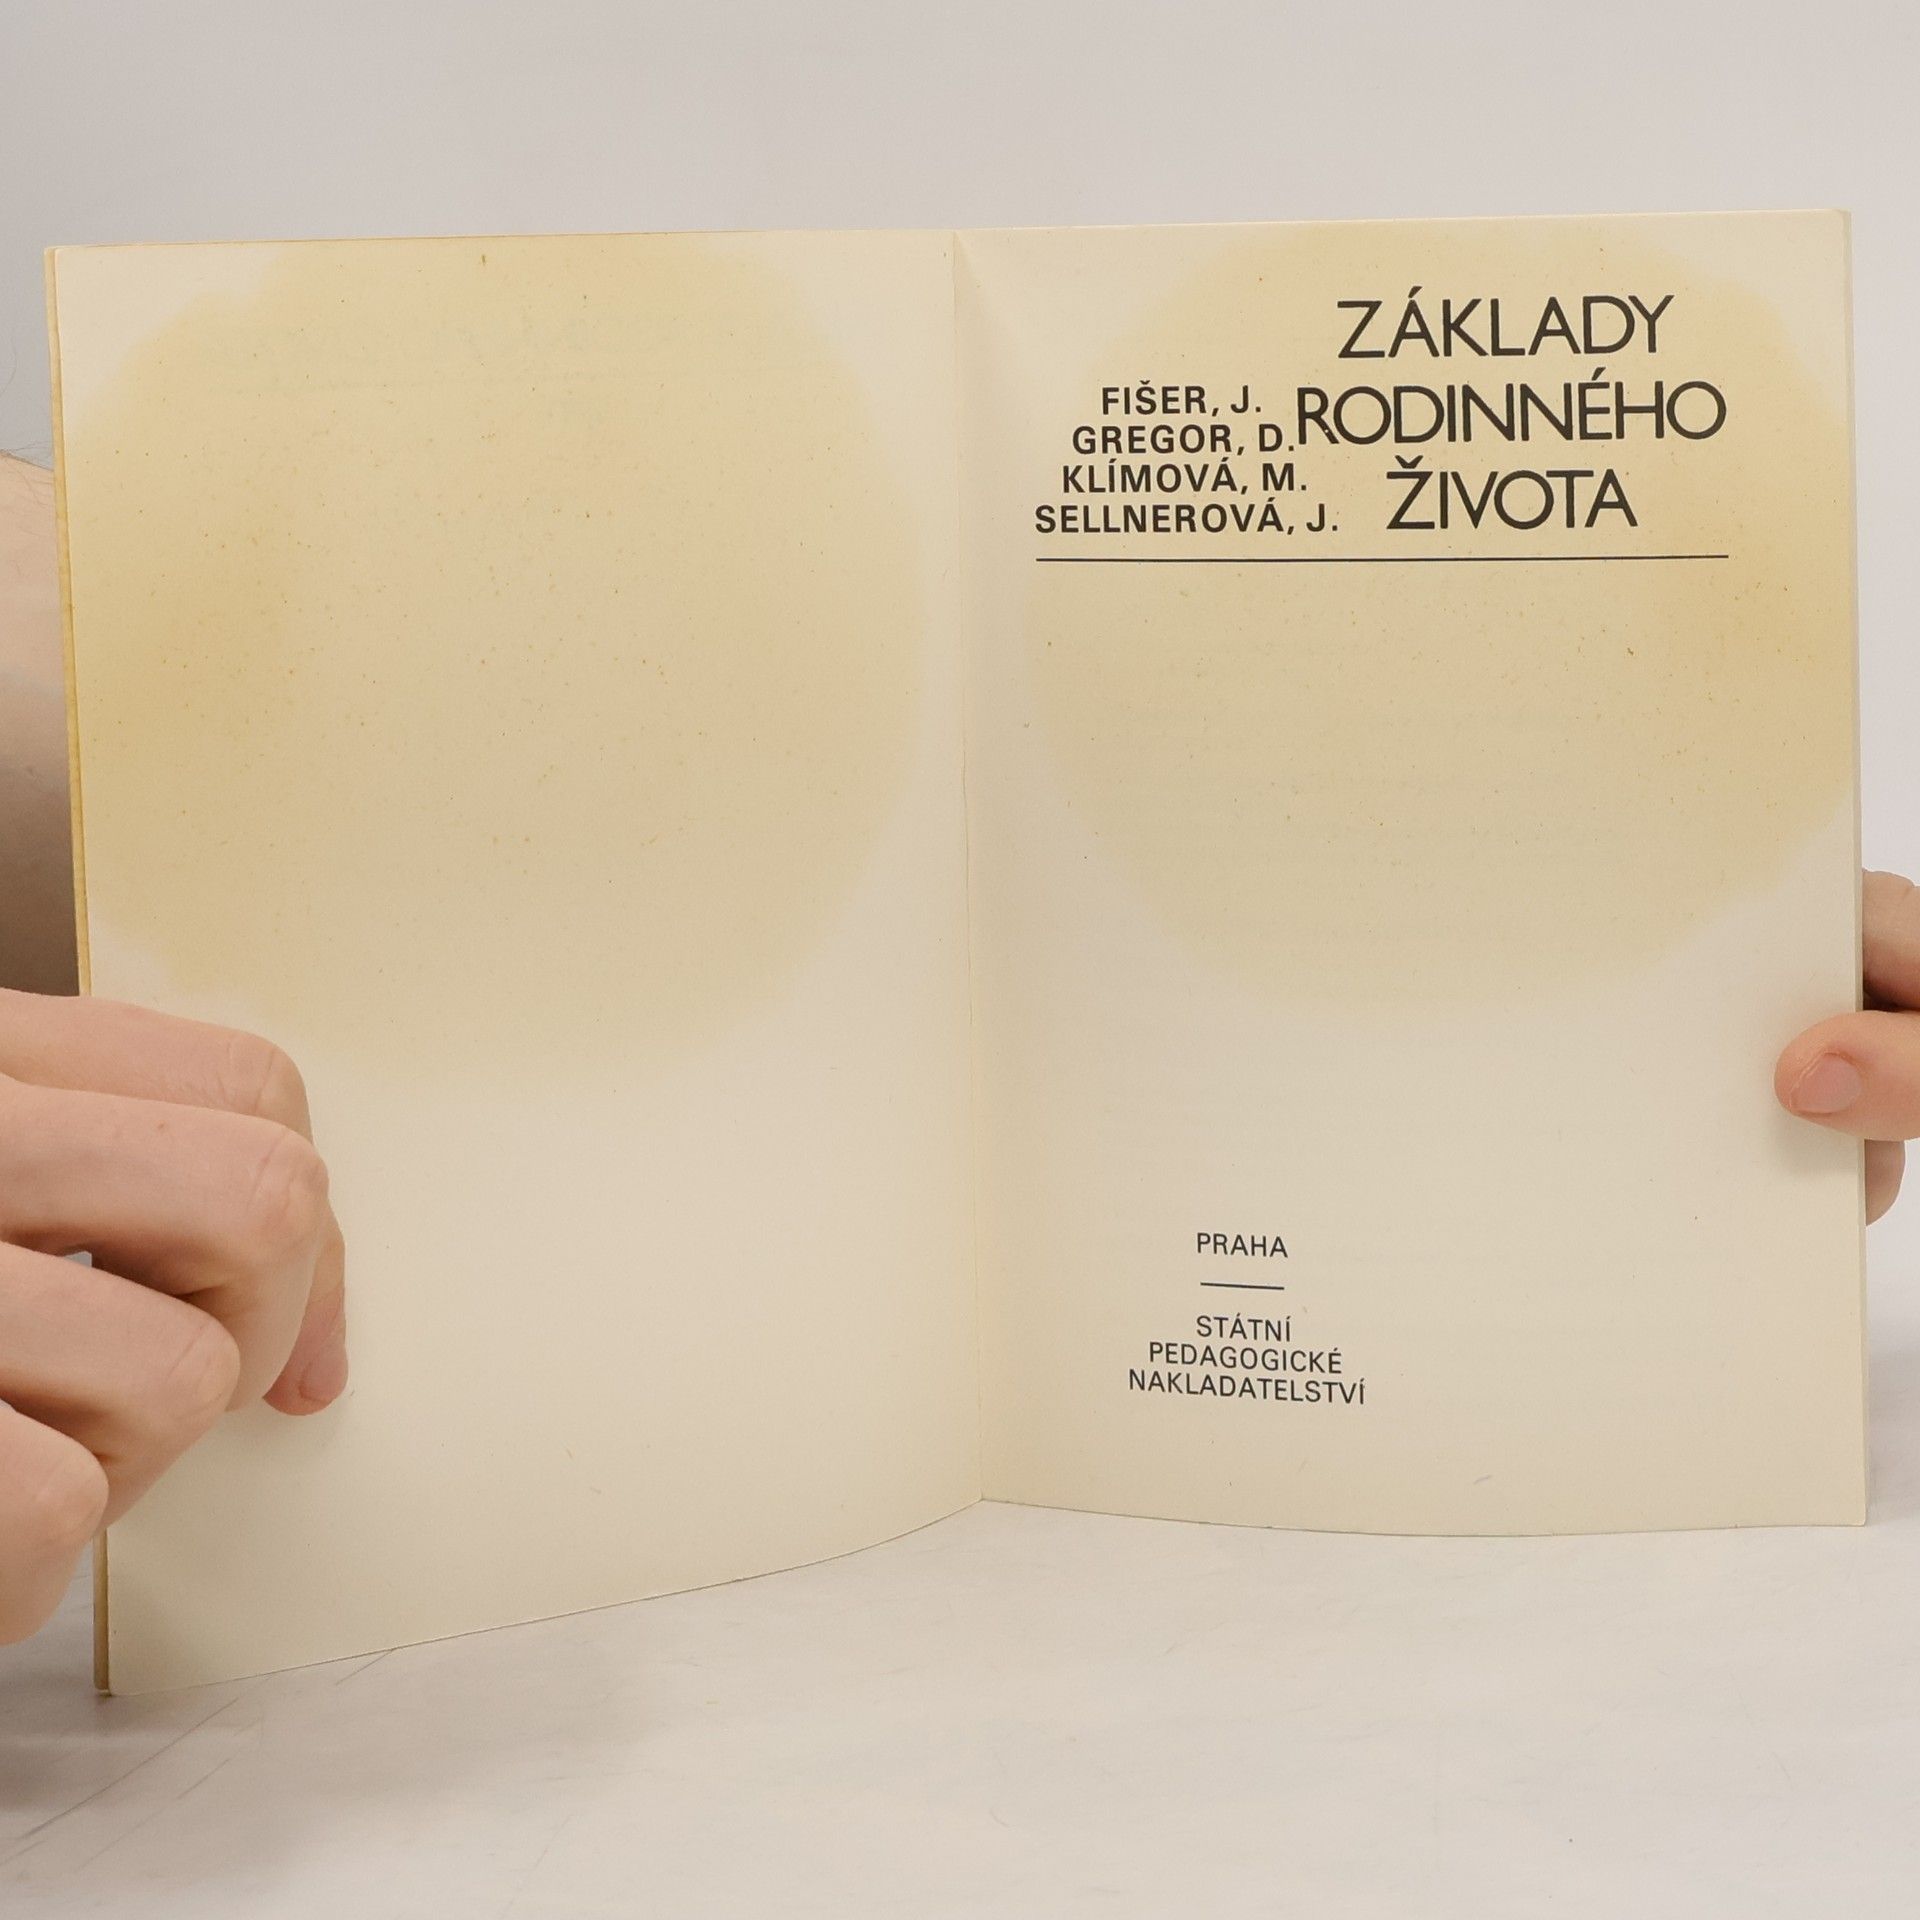 ZÁKLADY
RODINNÉHO
ŽIVOTA
FIŠER, J.
GREGOR, D.
KLÍMOVÁ, M.
SELLNEROVÁ, J.
PRAHA
STÁTNÍ
PEDAGOGICKÉ
NAKLADATELSTVÍ